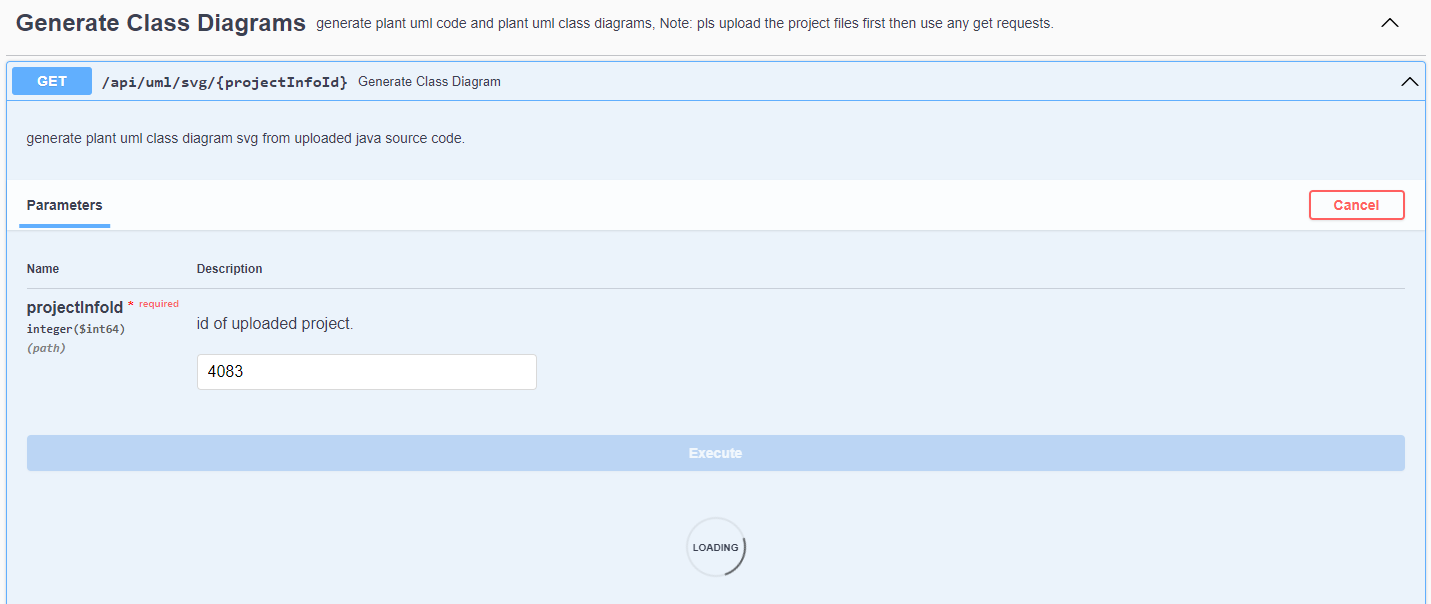 Generate Class Diagrams generate plant uml code and plant uml class diagrams, Note: pls upload the project files first then use any get requests.
GET /api/uml/svg/{projectInfoId} Generate Class Diagram
generate plant uml class diagram svg from uploaded java source code.
Parameters Cancel
Name Description
projectInfoId * required
integer($int64)
(path)
id of uploaded project.
4083
Execute
LOADING